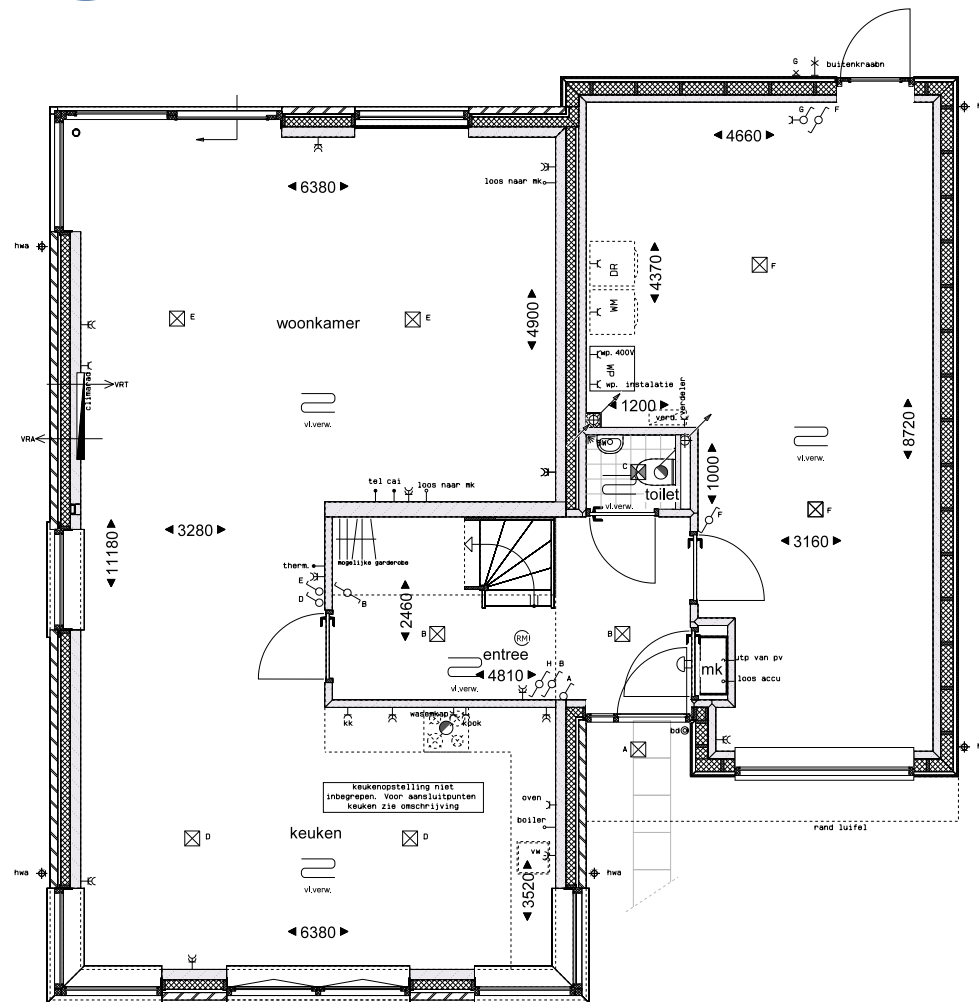 G
buitenkraabn
G
F
4660
6380
loos naar mk
hwa
DR
4370
F
WM
4900
E
woonkamer
E
wp. 400V
WP
wp. instalatie
VRT
climarad
verdeler
1200
verd.
vl.verw.
VRA
8720
vl.verw.
C
1000
toilet
vl.verw.
tel cai
loos naar mk
F
F
3280
11180
3160
mogelijke garderobe
therm.
E
D
B
2460
B
RM
B
entree
4810
vl.verw.
H
B
A
mk
utp van pv
loos accu
kk
wasemkap
kook
bd
A
keukenopstelling niet
inbegrepen. Voor aansluitpunten
keuken zie omschrijving
oven
boiler
rand luifel
keuken
D
D
vw
hwa
vl.verw.
3520
hwa
6380